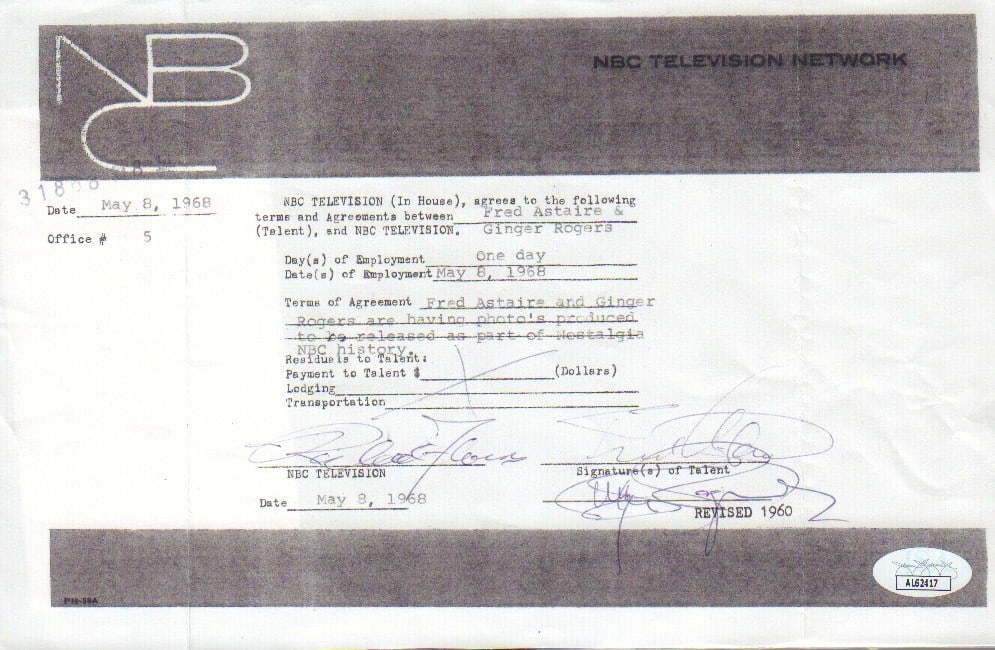 NBC
NBC TELEVISION NETWORK
Date May 8, 1968
Office # 5
NBC TELEVISION (In House), agrees to the following
terms and Agreements between Fred Astaire &
(Talent), and NBC TELEVISION. Ginger Rogers
Day(s) of Employment One day
Date(s) of Employment May 8, 1968
Terms of Agreement Fred Astaire and Ginger
Rogers are having photo's produced
to be released as part of Nostalgia
NBC history.
Residuels to Talent:
Payment to Talent $ (Dollars)
Lodging
Transportation
NBC TELEVISION
Signature(s) of Talent
Date May 8, 1968
REVISED 1960
PH-58A
AL62417